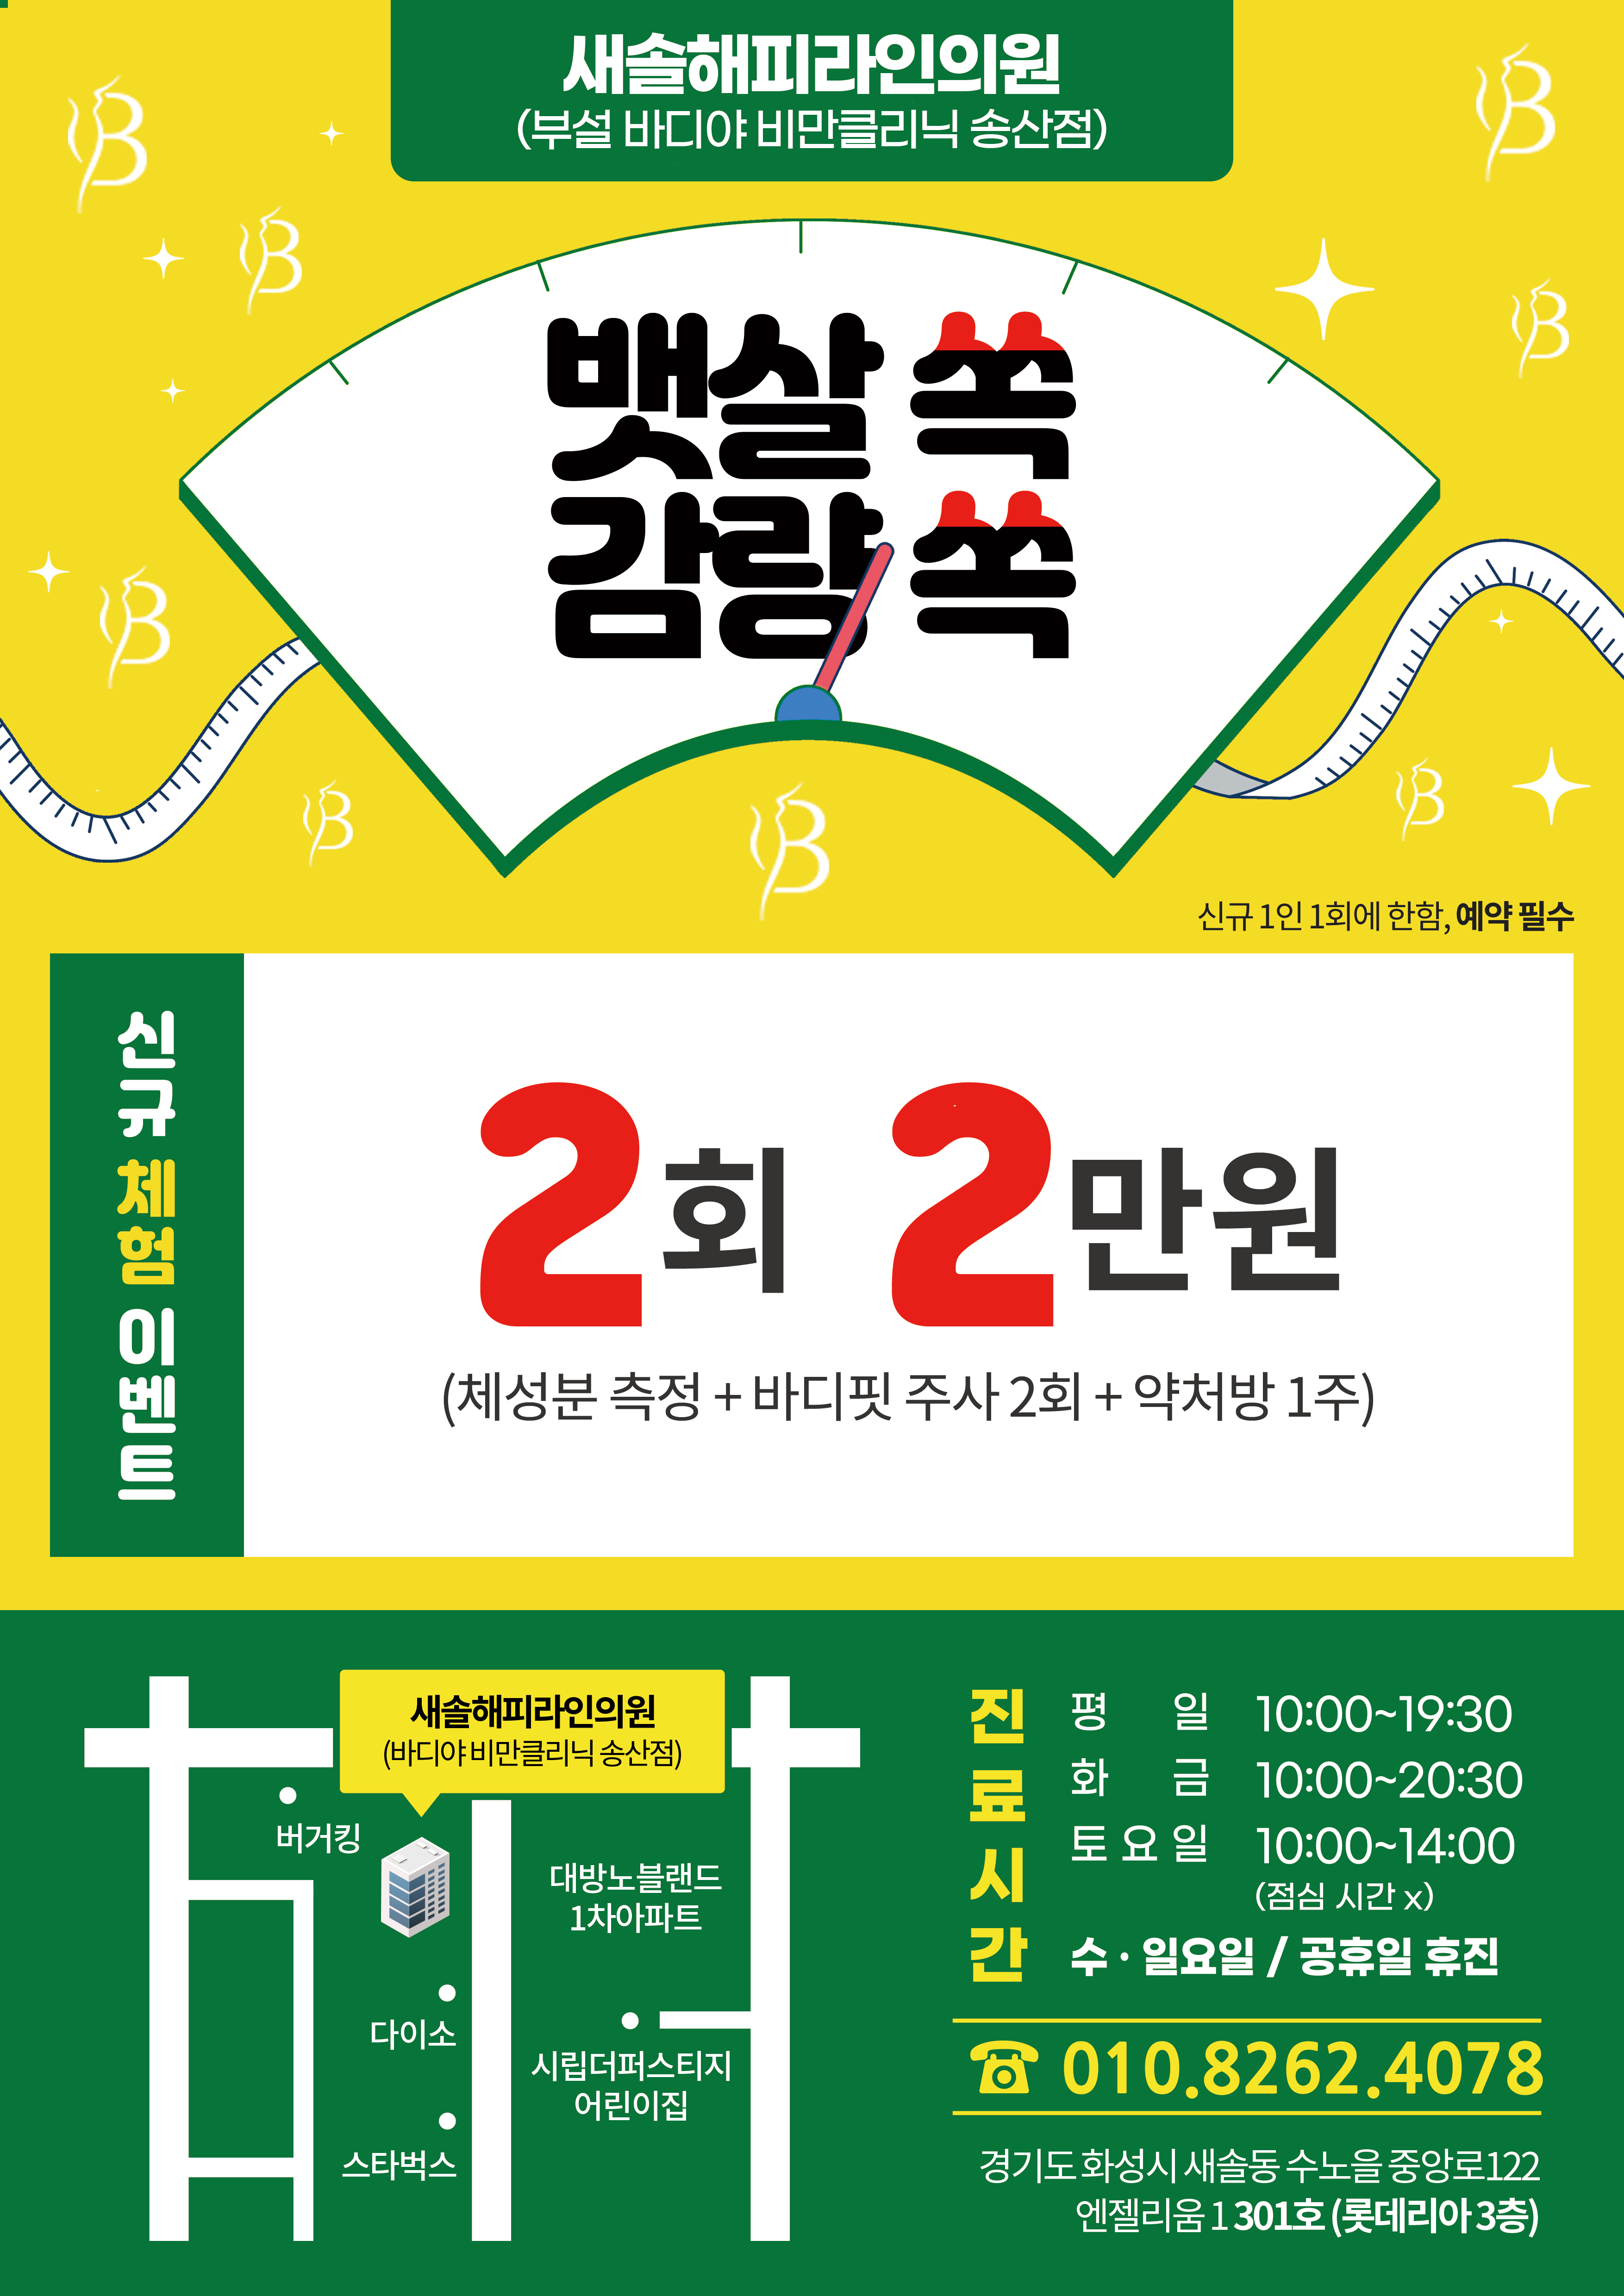 새솔해피라인의원
(부설 바디야 비만클리닉 송산점)
뱃살 쏙
감량 쏙
신규 1인 1회에 한함, 예약 필수
신규 체험 이벤트
2회 2만원
(체성분 측정 + 바디핏 주사 2회 + 약처방 1주)
새솔해피라인의원
(바디야 비만클리닉 송산점)
버거킹
대방노블랜드
1차아파트
다이소
시립더퍼스티지
어린이집
스타벅스
진료시간
평 일 10:00~19:30
화 금 10:00~20:30
토요일 10:00~14:00
(점심 시간 x)
수 · 일요일 / 공휴일 휴진
☎ 010.8262.4078
경기도 화성시 새솔동 수노을 중앙로122
엔젤리움 1 301호 (롯데리아 3층)